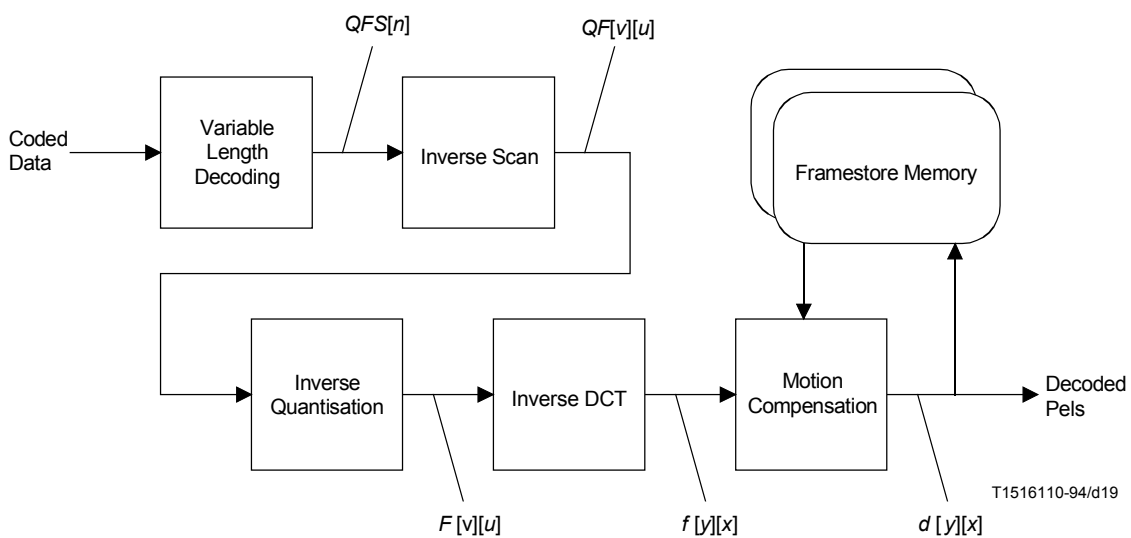 QFS[n]
QF[v][u]
Coded
Data
Variable
Length
Decoding
Inverse Scan
Framestore Memory
Inverse
Quantisation
Inverse DCT
Motion
Compensation
Decoded
Pels
T1516110-94/d19
F [v][u]
f [y][x]
d [ y][x]